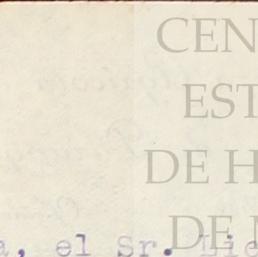 CEN
EST
DE H
DE M
a, el Sr. Lic